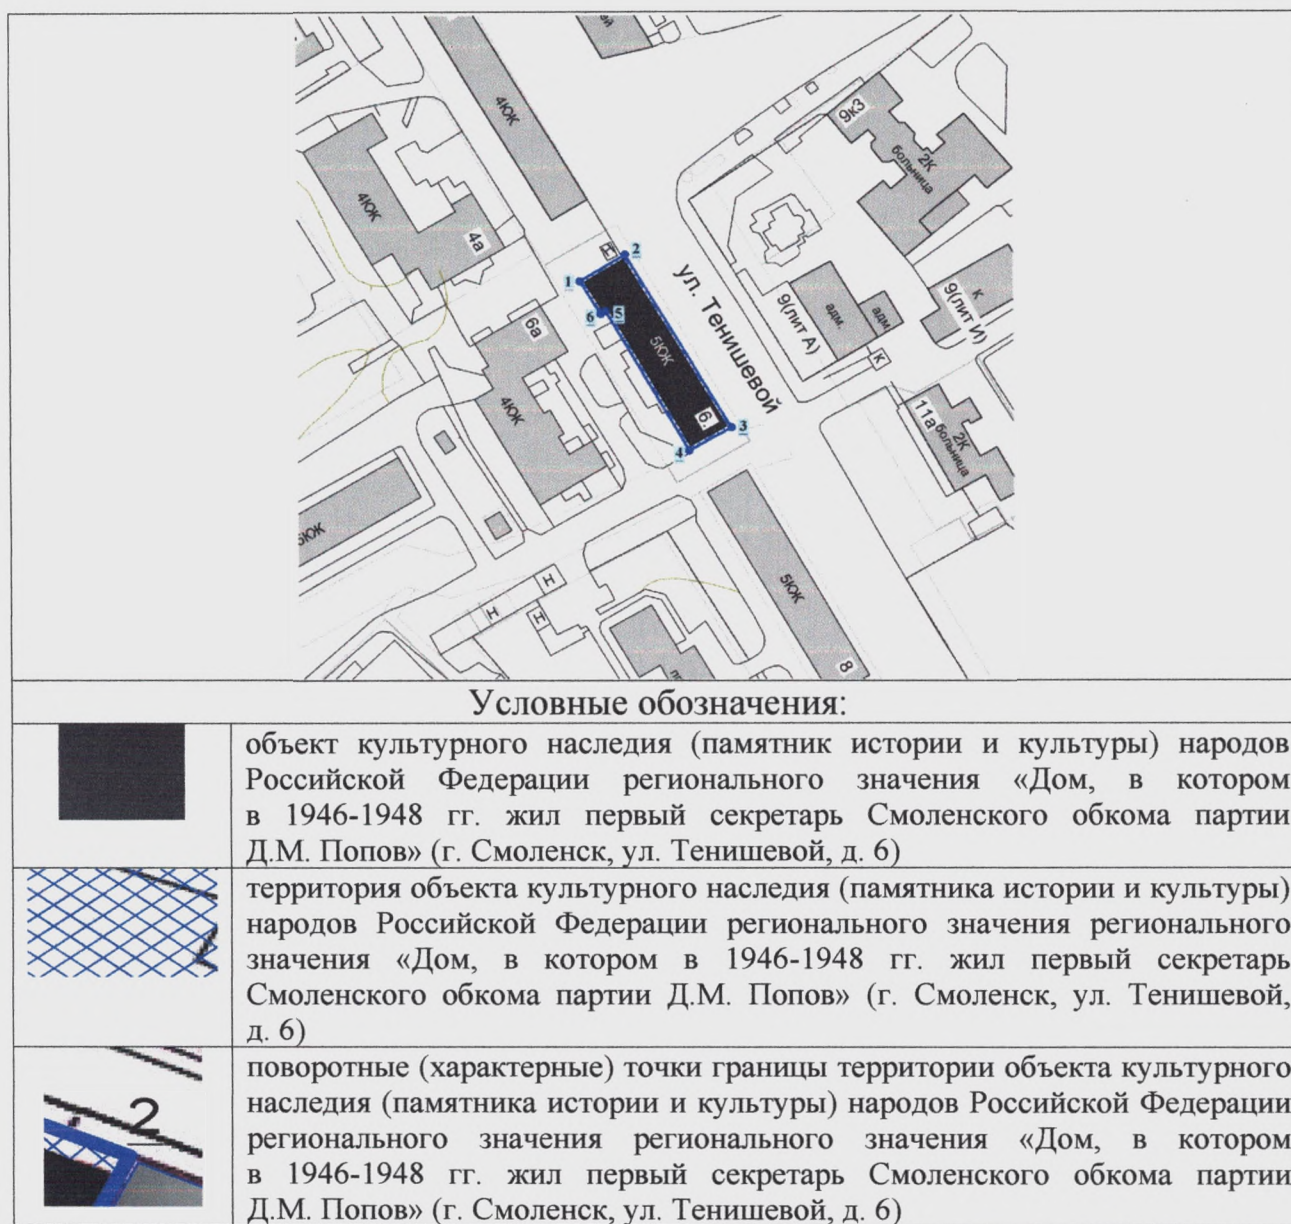 4КЖ
9к3
2К
больница
4КЖ
4а
Н
2
1
6
5
ул. Тенишевой
5КЖ
6.
3
4
6а
4КЖ
9(лит А)
адм.
адм.
К
К
9(лит И)
11а
2К
больница
5КЖ
Н
Н
Н
5КЖ
8
Условные обозначения:
объект культурного наследия (памятник истории и культуры) народов
Российской Федерации регионального значения «Дом, в котором
в 1946-1948 гг. жил первый секретарь Смоленского обкома партии
Д.М. Попов» (г. Смоленск, ул. Тенишевой, д. 6)
территория объекта культурного наследия (памятника истории и культуры)
народов Российской Федерации регионального значения регионального
значения «Дом, в котором в 1946-1948 гг. жил первый секретарь
Смоленского обкома партии Д.М. Попов» (г. Смоленск, ул. Тенишевой,
д. 6)
2
поворотные (характерные) точки границы территории объекта культурного
наследия (памятника истории и культуры) народов Российской Федерации
регионального значения регионального значения «Дом, в котором
в 1946-1948 гг. жил первый секретарь Смоленского обкома партии
Д.М. Попов» (г. Смоленск, ул. Тенишевой, д. 6)